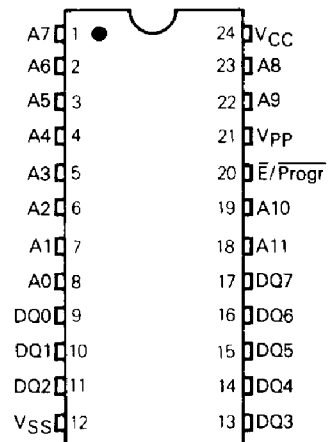 A7 1 24 VCC
A6 2 23 A8
A5 3 22 A9
A4 4 21 VPP
A3 5 20 E̅/P̅r̅o̅g̅r̅
A2 6 19 A10
A1 7 18 A11
A0 8 17 DQ7
DQ0 9 16 DQ6
DQ1 10 15 DQ5
DQ2 11 14 DQ4
VSS 12 13 DQ3